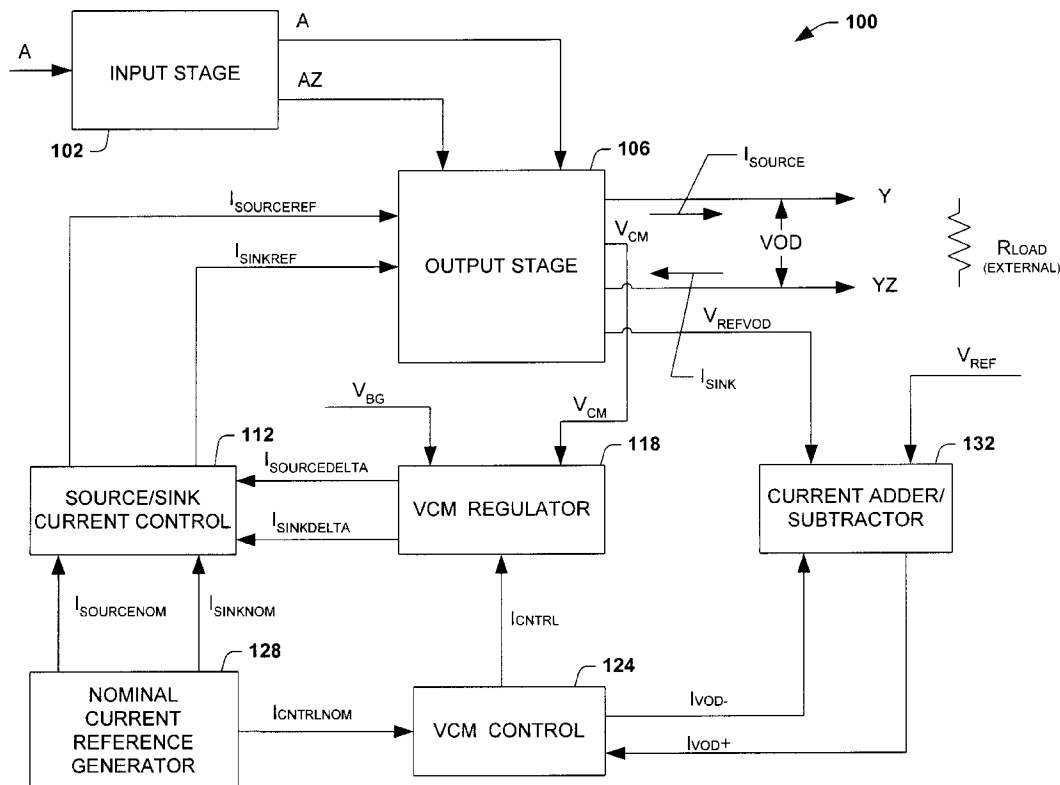 100
A
A
INPUT STAGE
AZ
102
106
ISOURCE
ISOURCEREF
Y
VCM
VOD
RLOAD
(EXTERNAL)
ISINKREF
OUTPUT STAGE
YZ
VREFVOD
VREF
ISINK
VBG
VCM
112
118
132
ISOURCEDELTA
SOURCE/SINK
CURRENT CONTROL
VCM REGULATOR
CURRENT ADDER/
SUBTRACTOR
ISINKDELTA
ISOURCENOM
ISINKNOM
ICNTRL
128
124
NOMINAL
CURRENT
REFERENCE
GENERATOR
ICNTRLNOM
VCM CONTROL
IVOD-
IVOD+